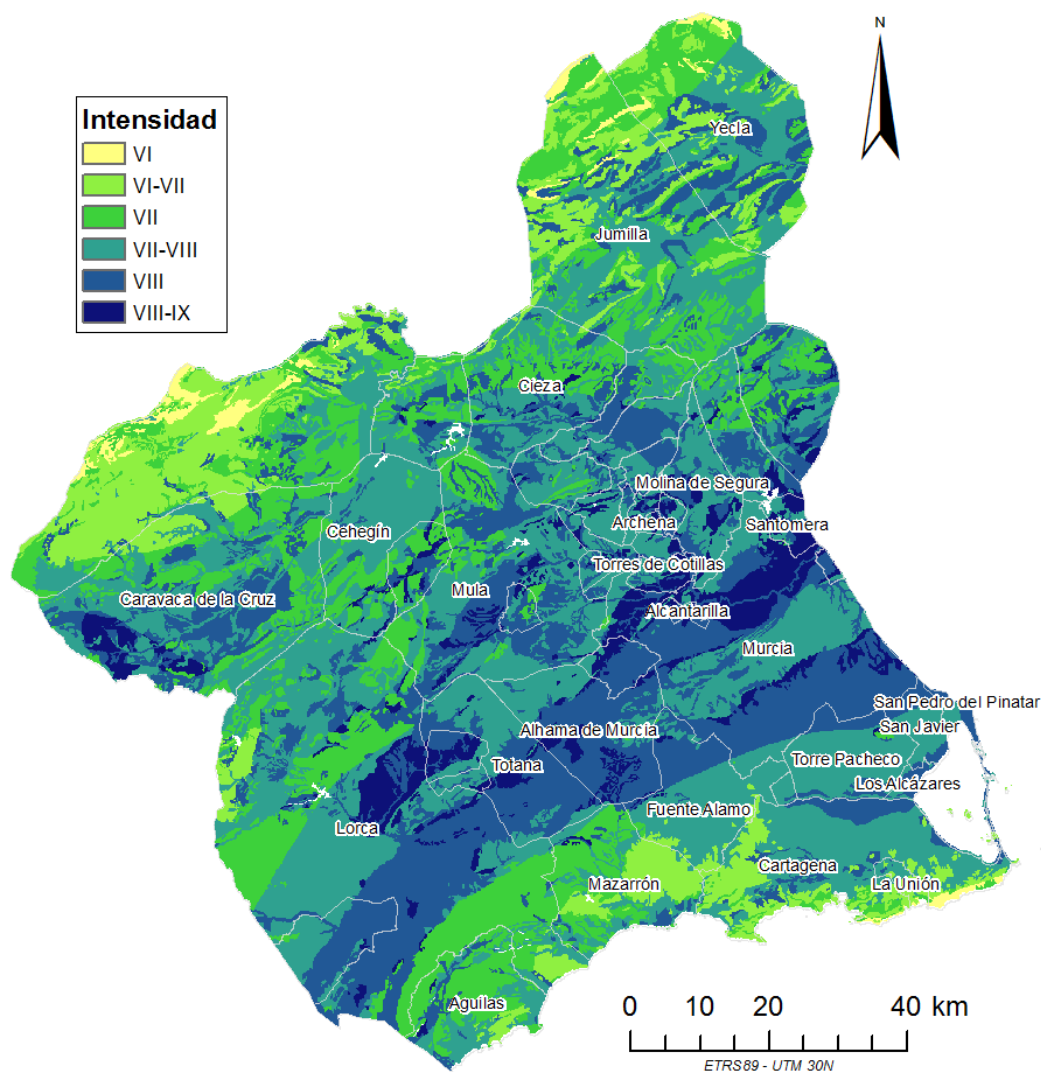 N
Intensidad
VI
VI-VII
VII
VII-VIII
VIII
VIII-IX
Yecla
Jumilla
Cieza
Molina de Segura
Archena
Santomera
Cehegín
Torres de Cotillas
Mula
Caravaca de la Cruz
Alcantarilla
Murcia
San Pedro del Pinatar
San Javier
Alhama de Murcia
Torre Pacheco
Totana
Los Alcázares
Fuente Alamo
Lorca
Cartagena
Mazarrón
La Unión
Aguilas
0 10 20 40 km
ETRS89 - UTM 30N